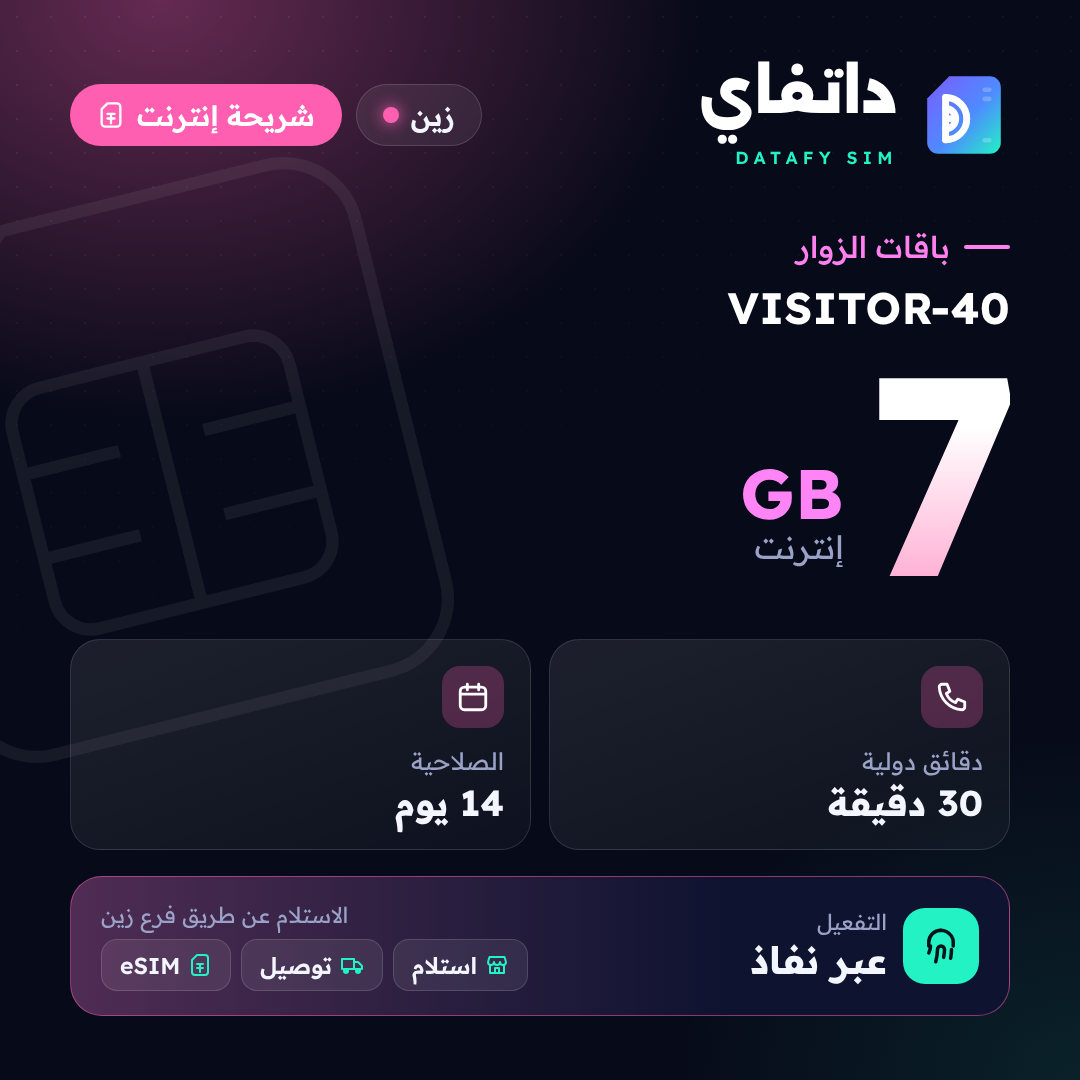 داتفاي
DATAFY SIM
زين
شريحة إنترنت
باقات الزوار
VISITOR-40
7
GB
إنترنت
دقائق دولية
30 دقيقة
الصلاحية
14 يوم
التفعيل
عبر نفاذ
الاستلام عن طريق فرع زين
استلام
توصيل
eSIM